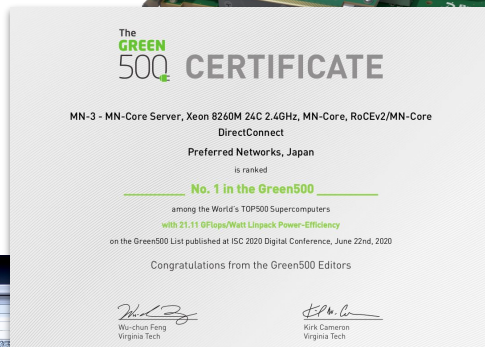 The
GREEN
500
CERTIFICATE
MN-3 - MN-Core Server, Xeon 8260M 24C 2.4GHz, MN-Core, RoCEv2/MN-Core
DirectConnect
Preferred Networks, Japan
is ranked
No. 1 in the Green500
among the World's TOP500 Supercomputers
with 21.11 GFlops/Watt Linpack Power-Efficiency
on the Green500 List published at ISC 2020 Digital Conference, June 22nd, 2020
Congratulations from the Green500 Editors
Wu-chun Feng
Virginia Tech
Kirk Cameron
Virginia Tech